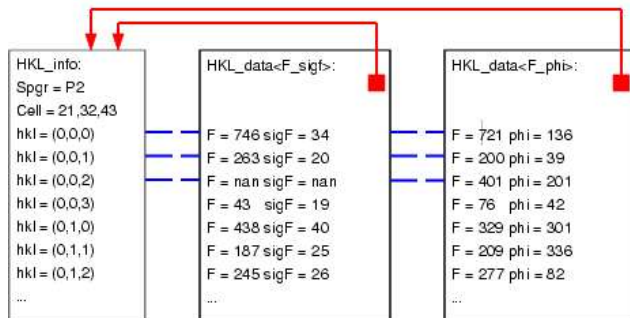 HKL_info:
Spgr = P2
Cell = 21,32,43
hkl = (0,0,0)
hkl = (0,0,1)
hkl = (0,0,2)
hkl = (0,0,3)
hkl = (0,1,0)
hkl = (0,1,1)
hkl = (0,1,2)
...
HKL_data<F_sigf>:
F = 746 sigF = 34
F = 263 sigF = 20
F = nan sigF = nan
F = 43 sigF = 19
F = 438 sigF = 40
F = 187 sigF = 25
F = 245 sigF = 26
...
HKL_data<F_phi>:
F = 721 phi = 136
F = 200 phi = 39
F = 401 phi = 201
F = 76 phi = 42
F = 329 phi = 301
F = 209 phi = 336
F = 277 phi = 82
...